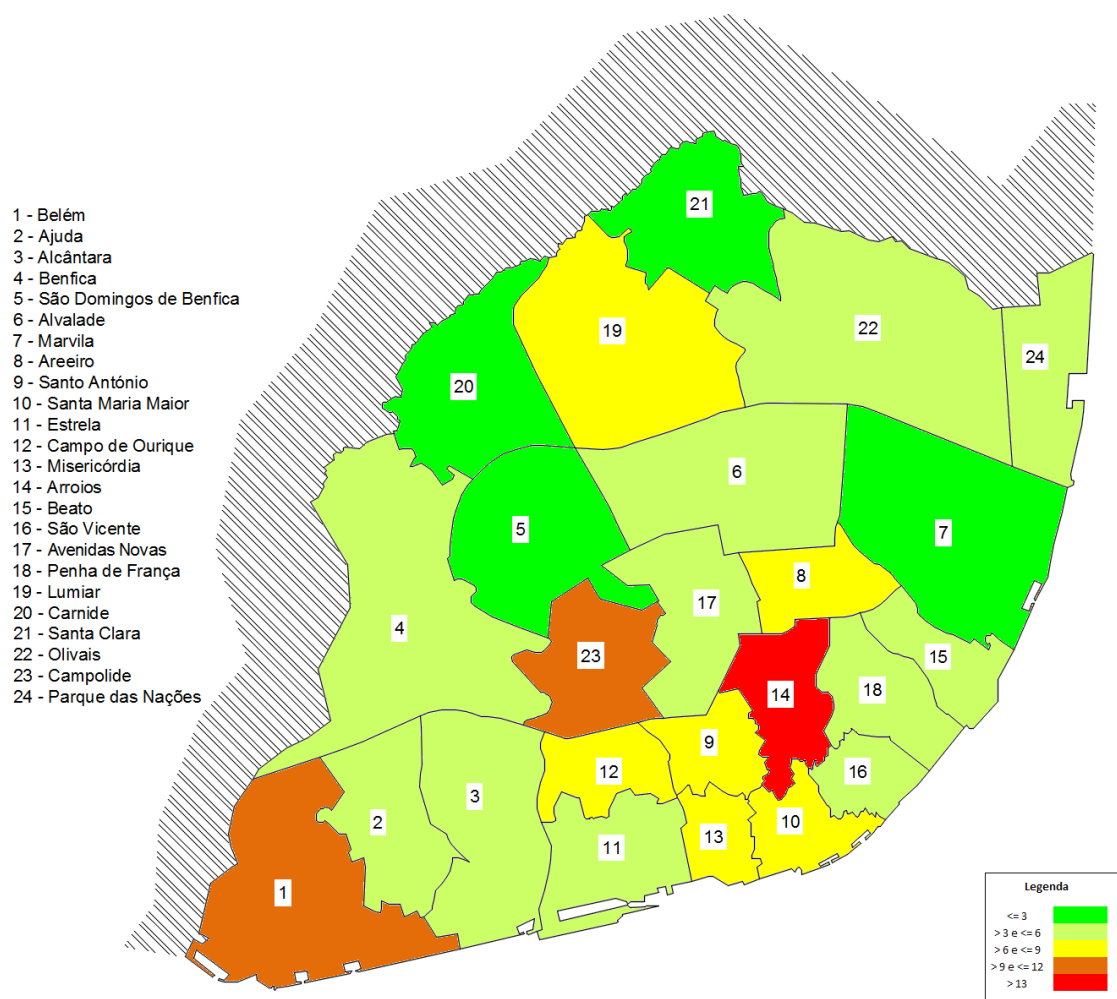 1 - Belém
2 - Ajuda
3 - Alcântara
4 - Benfica
5 - São Domingos de Benfica
6 - Alvalade
7 - Marvila
8 - Areeiro
9 - Santo António
10 - Santa Maria Maior
11 - Estrela
12 - Campo de Ourique
13 - Misericórdia
14 - Arroios
15 - Beato
16 - São Vicente
17 - Avenidas Novas
18 - Penha de França
19 - Lumiar
20 - Carnide
21 - Santa Clara
22 - Olivais
23 - Campolide
24 - Parque das Nações
21
19
22
24
20
6
5
7
8
17
4
23
15
14
18
9
12
16
3
2
10
13
11
1
Legenda
<= 3
> 3 e <= 6
> 6 e <= 9
> 9 e <= 12
> 13